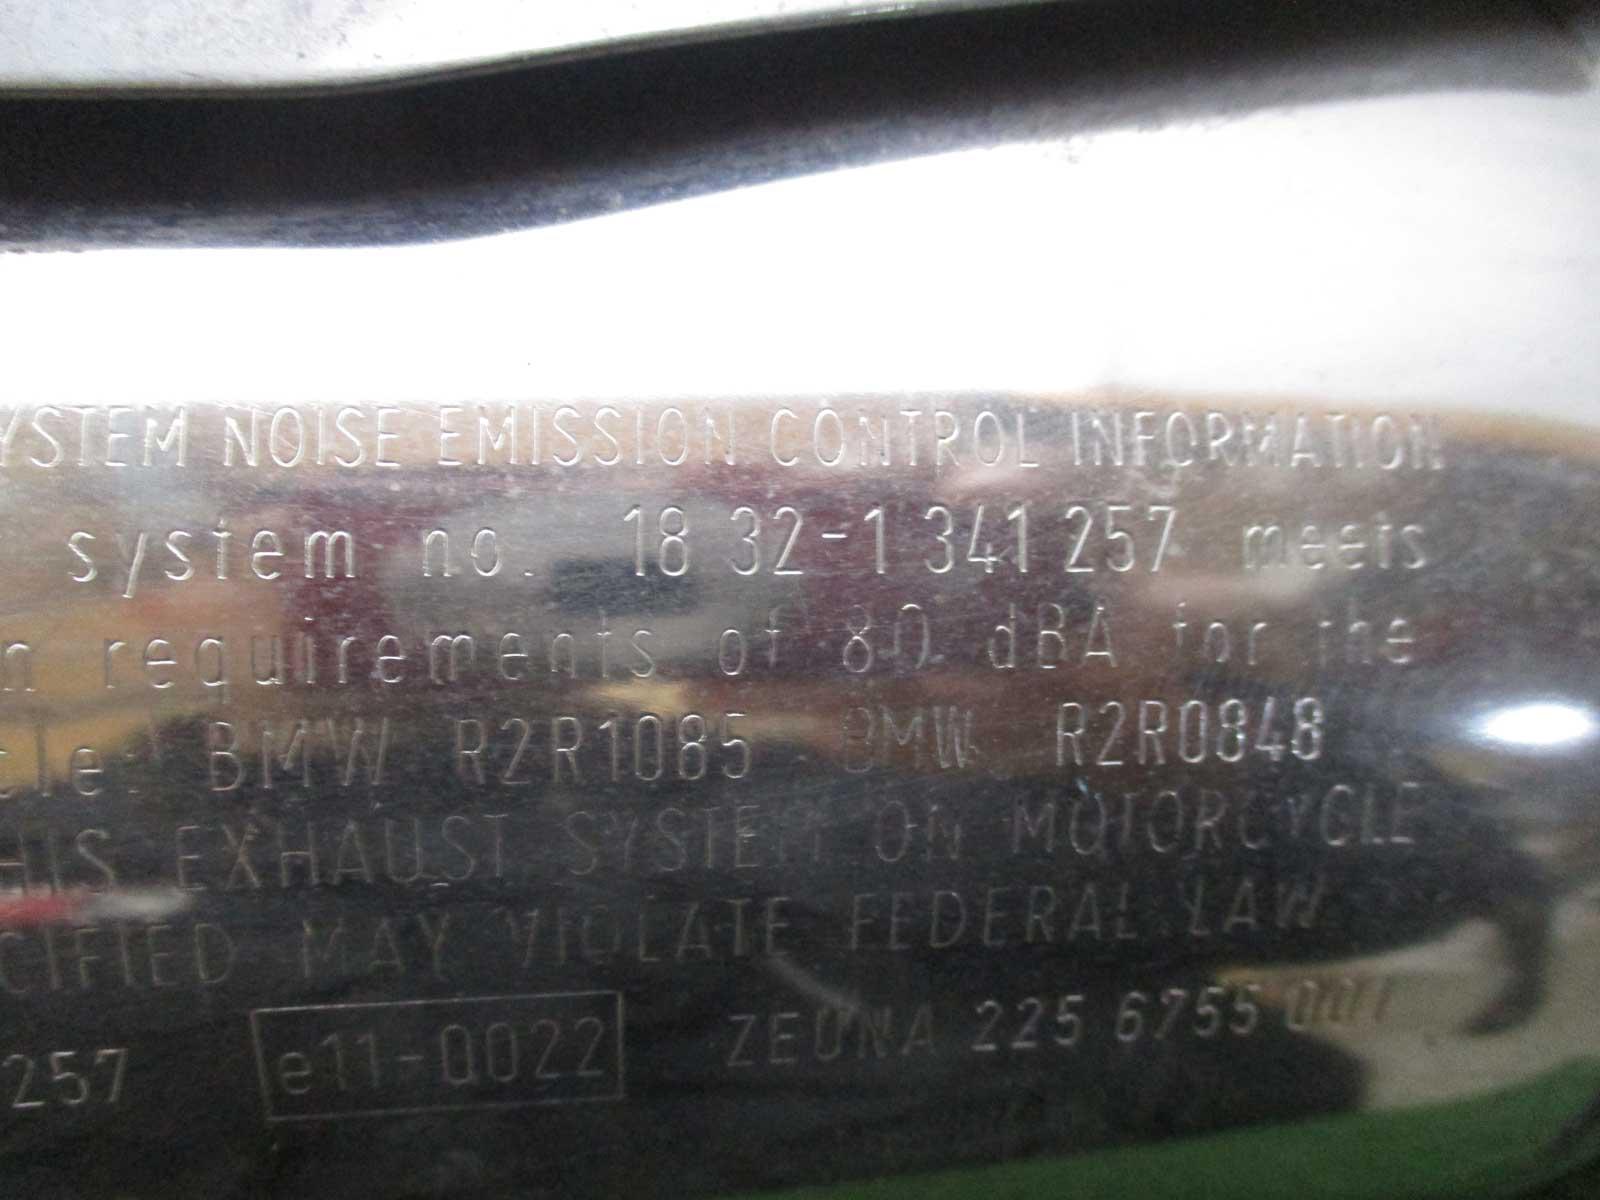 YSTEM NOISE EMISSION CONTROL INFORMATION
system no. 18 32-1 341 257 meets
n requirements of 80 dBA for the
cle: BMW R2R1085 BMW R2R0848
HIS EXHAUST SYSTEM ON MOTORCYCLE
CIFIED MAY VIOLATE FEDERAL LAW
257 e11-0022 ZEUNA 225 6755 001